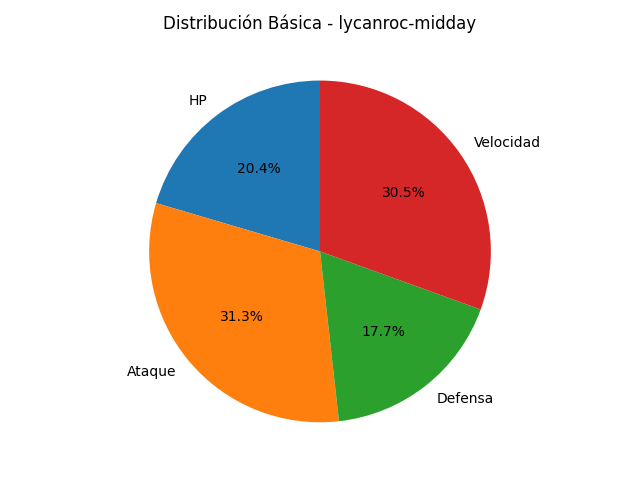 Distribución Básica - lycanroc-midday
HP
20.4%
Velocidad
30.5%
Ataque
31.3%
Defensa
17.7%